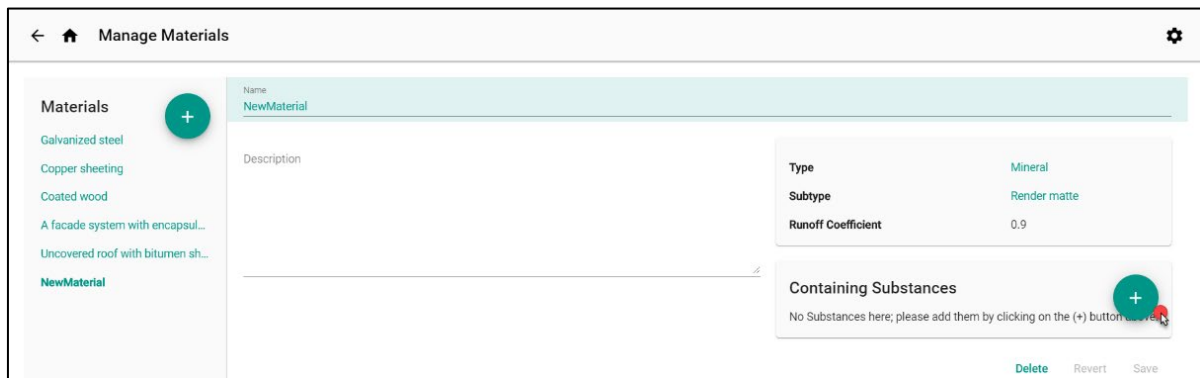 Manage Materials
Materials
+
Galvanized steel
Copper sheeting
Coated wood
A facade system with encapsul...
Uncovered roof with bitumen sh...
NewMaterial
Name
NewMaterial
Description
Type Mineral
Subtype Render matte
Runoff Coefficient 0.9
Containing Substances
+
No Substances here; please add them by clicking on the (+) button
Delete Revert Save